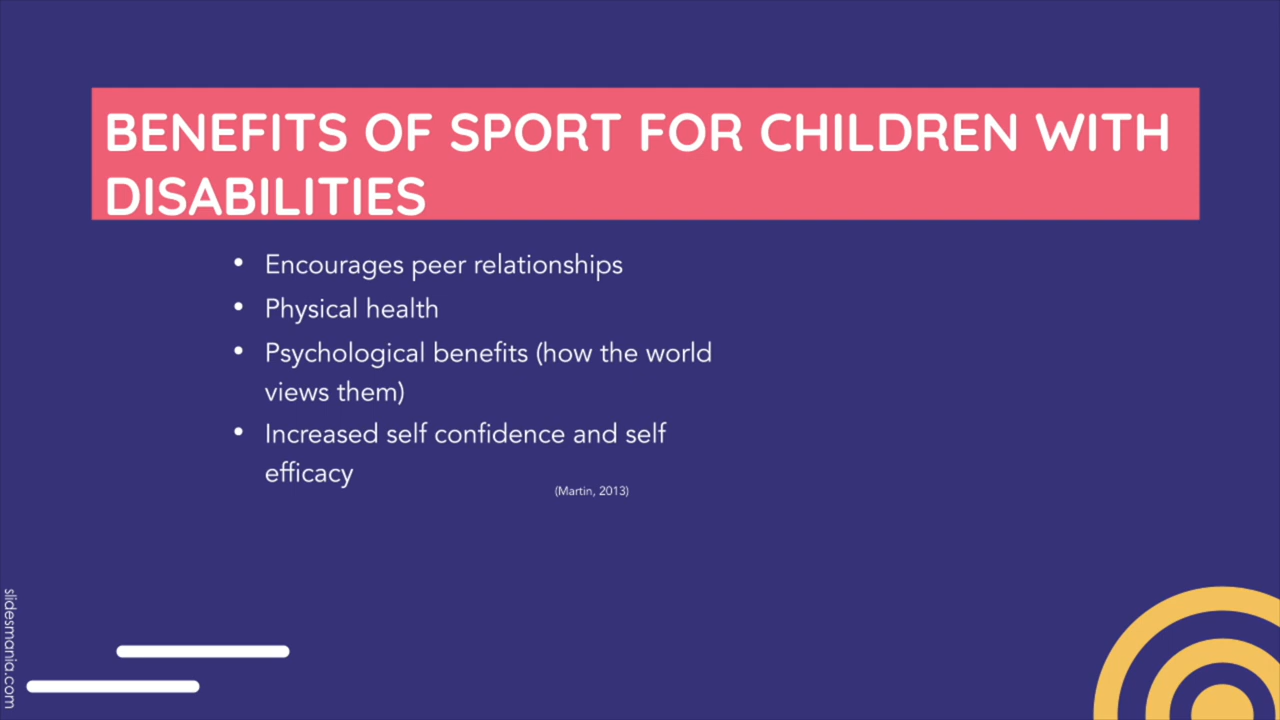 BENEFITS OF SPORT FOR CHILDREN WITH
DISABILITIES
• Encourages peer relationships
• Physical health
• Psychological benefits (how the world
views them)
• Increased self confidence and self
efficacy
(Martin, 2013)
slidesmania.com